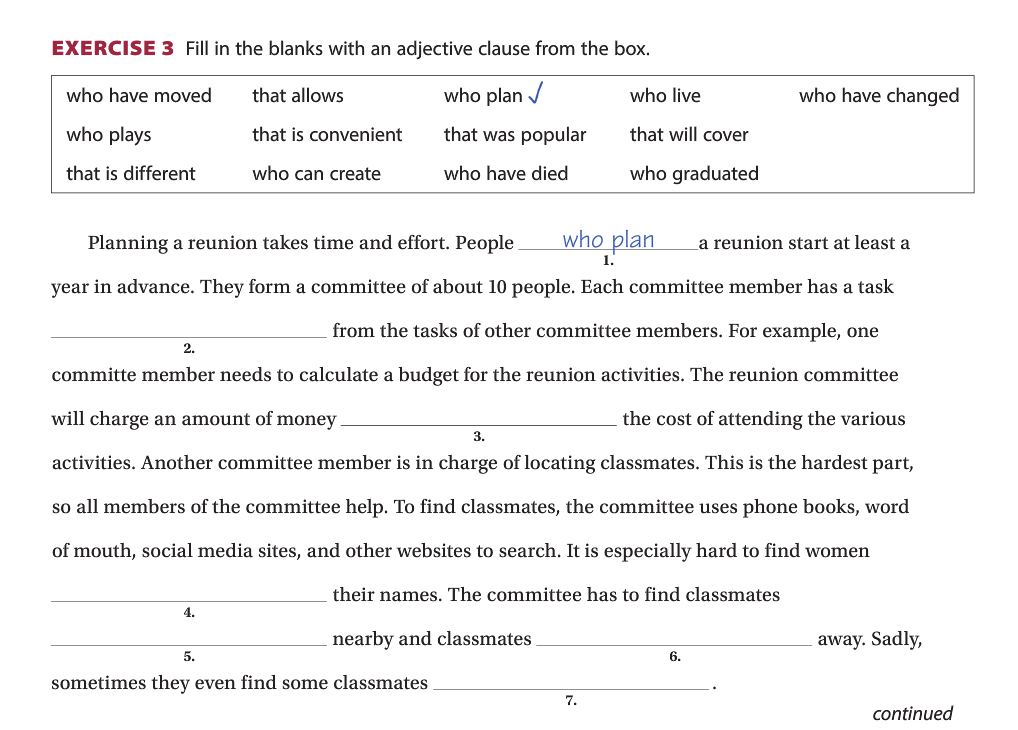 EXERCISE 3 Fill in the blanks with an adjective clause from the box.
who have moved that allows who plan ✓ who live who have changed
who plays that is convenient that was popular that will cover
that is different who can create who have died who graduated
Planning a reunion takes time and effort. People who plan a reunion start at least a
1.
year in advance. They form a committee of about 10 people. Each committee member has a task
from the tasks of other committee members. For example, one
2.
committe member needs to calculate a budget for the reunion activities. The reunion committee
will charge an amount of money the cost of attending the various
3.
activities. Another committee member is in charge of locating classmates. This is the hardest part,
so all members of the committee help. To find classmates, the committee uses phone books, word
of mouth, social media sites, and other websites to search. It is especially hard to find women
their names. The committee has to find classmates
4.
nearby and classmates away. Sadly,
5. 6.
sometimes they even find some classmates .
7.
continued